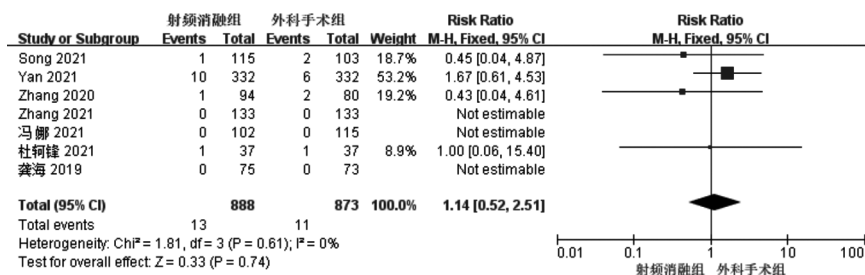 射频消融组 外科手术组 Risk Ratio Risk Ratio
Study or Subgroup Events Total Events Total Weight M-H, Fixed, 95% CI M-H, Fixed, 95% CI
Song 2021 1 115 2 103 18.7% 0.45 [0.04, 4.87]
Yan 2021 10 332 6 332 53.2% 1.67 [0.61, 4.53]
Zhang 2020 1 94 2 80 19.2% 0.43 [0.04, 4.61]
Zhang 2021 0 133 0 133 Not estimable
冯娜 2021 0 102 0 115 Not estimable
杜轲锋 2021 1 37 1 37 8.9% 1.00 [0.06, 15.40]
龚海 2019 0 75 0 73 Not estimable
Total (95% CI) 888 873 100.0% 1.14 [0.52, 2.51]
Total events 13 11
Heterogeneity: Chi² = 1.81, df = 3 (P = 0.61); I² = 0%
Test for overall effect: Z = 0.33 (P = 0.74)
0.01 0.1 1 10 100
射频消融组 外科手术组